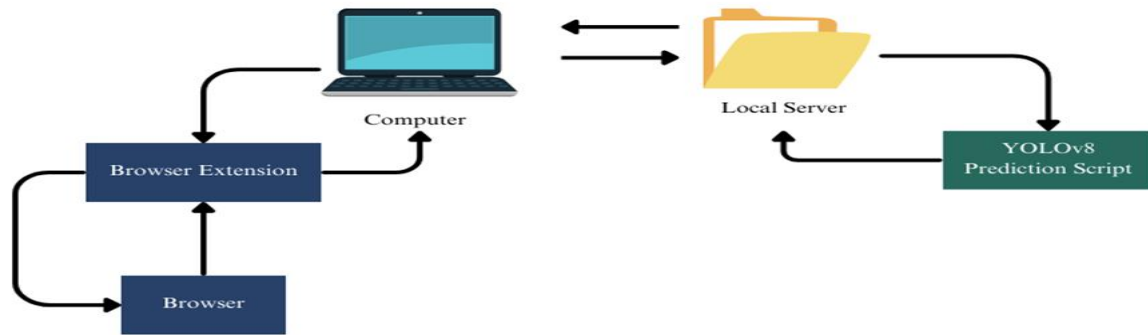 Computer
Local Server
Browser Extension
YOLOv8
Prediction Script
Browser